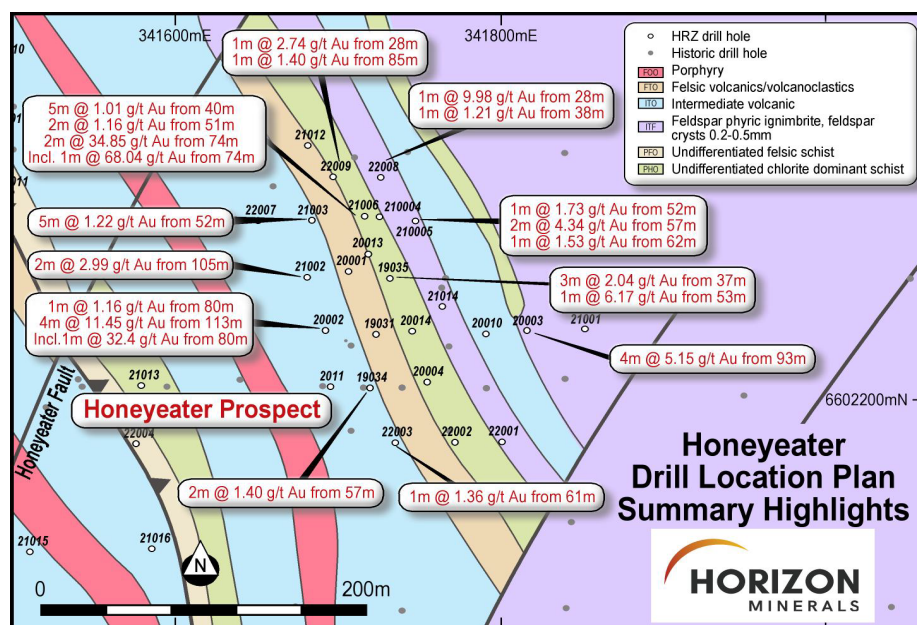 341600mE
341800mE
1m @ 2.74 g/t Au from 28m
1m @ 1.40 g/t Au from 85m
HRZ drill hole
Historic drill hole
FOO Porphyry
FTO Felsic volcanics/volcanoclastics
ITO Intermediate volcanic
ITF Feldspar phyric ignimbrite, feldspar
crysts 0.2-0.5mm
PFO Undifferentiated felsic schist
PHO Undifferentiated chlorite dominant schist
1m @ 9.98 g/t Au from 28m
1m @ 1.21 g/t Au from 38m
5m @ 1.01 g/t Au from 40m
2m @ 1.16 g/t Au from 51m
2m @ 34.85 g/t Au from 74m
Incl. 1m @ 68.04 g/t Au from 74m
21012
22009
22008
5m @ 1.22 g/t Au from 52m
22007
21003
21006
210004
210005
1m @ 1.73 g/t Au from 52m
2m @ 4.34 g/t Au from 57m
1m @ 1.53 g/t Au from 62m
2m @ 2.99 g/t Au from 105m
21002
20001
20013
19035
3m @ 2.04 g/t Au from 37m
1m @ 6.17 g/t Au from 53m
1m @ 1.16 g/t Au from 80m
4m @ 11.45 g/t Au from 113m
Incl.1m @ 32.4 g/t Au from 80m
20002
19031
20014
21014
20010
20003
21001
4m @ 5.15 g/t Au from 93m
21013
2011
19034
20004
6602200mN
Honeyeater Fault
Honeyeater Prospect
22004
22003
22002
22001
Honeyeater
Drill Location Plan
Summary Highlights
2m @ 1.40 g/t Au from 57m
1m @ 1.36 g/t Au from 61m
21015
21016
N
0
200m
HORIZON
MINERALS